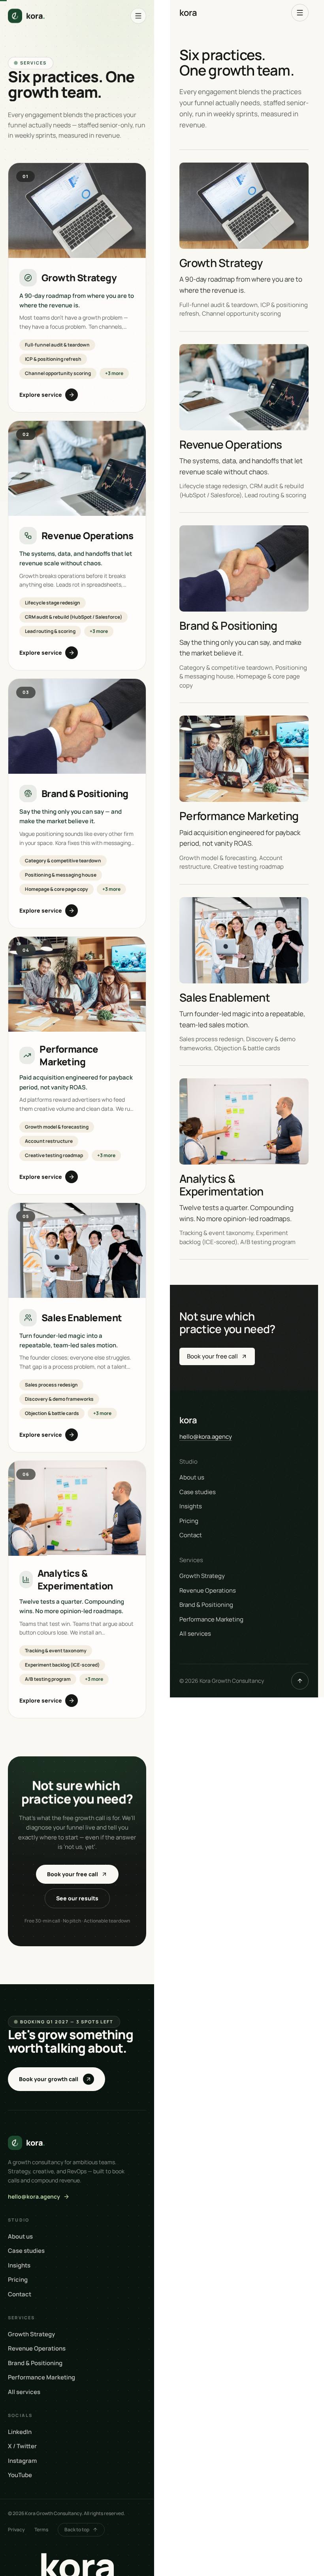 kora.
SERVICES
Six practices. One
growth team.
Every engagement blends the practices your
funnel actually needs — staffed senior-only, run
in weekly sprints, measured in revenue.
01
Growth Strategy
A 90-day roadmap from where you are to
where the revenue is.
Most teams don't have a growth problem —
they have a focus problem. Ten channels,…
Full-funnel audit & teardown
ICP & positioning refresh
Channel opportunity scoring
+3 more
Explore service
02
Revenue Operations
The systems, data, and handoffs that let
revenue scale without chaos.
Growth breaks operations before it breaks
anything else. Leads rot in spreadsheets,…
Lifecycle stage redesign
CRM audit & rebuild (HubSpot / Salesforce)
Lead routing & scoring
+3 more
Explore service
03
Brand & Positioning
Say the thing only you can say — and
make the market believe it.
Vague positioning sounds like every other firm
in your space. Kora fixes this with messaging…
Category & competitive teardown
Positioning & messaging house
Homepage & core page copy
+3 more
Explore service
04
Performance
Marketing
Paid acquisition engineered for payback
period, not vanity ROAS.
Ad platforms reward advertisers who feed
them creative volume and clean data. We ru…
Growth model & forecasting
Account restructure
Creative testing roadmap
+3 more
Explore service
05
Sales Enablement
Turn founder-led magic into a
repeatable, team-led sales motion.
The founder closes; everyone else struggles.
That gap is a process problem, not a talent…
Sales process redesign
Discovery & demo frameworks
Objection & battle cards
+3 more
Explore service
06
Analytics &
Experimentation
Twelve tests a quarter. Compounding
wins. No more opinion-led roadmaps.
Teams that test win. Teams that argue about
button colours lose. We install an…
Tracking & event taxonomy
Experiment backlog (ICE-scored)
A/B testing program
+3 more
Explore service
Not sure which
practice you need?
That's what the free growth call is for. We'll
diagnose your funnel live and tell you
exactly where to start — even if the answer
is 'not us, yet'.
Book your free call
See our results
Free 30-min call · No pitch · Actionable teardown
BOOKING Q1 2027 — 3 SPOTS LEFT
Let's grow something
worth talking about.
Book your growth call
kora.
A growth consultancy for ambitious teams.
Strategy, creative, and RevOps — built to body
calls and compound revenue.
hello@kora.agency
STUDIO
About us
Case studies
Insights
Pricing
Contact
SERVICES
Growth Strategy
Revenue Operations
Brand & Positioning
Performance Marketing
All services
SOCIALS
LinkedIn
X / Twitter
Instagram
YouTube
© 2026 Kora Growth Consultancy. All rights reserved.
Privacy
Terms
Back to top
kora
kora
Six practices.
One growth team.
Every engagement blends the practices
your funnel actually needs, staffed senior-
only, run in weekly sprints, measured in
revenue.
Growth Strategy
A 90-day roadmap from where you are to
where the revenue is.
Full-funnel audit & teardown, ICP & positioning
refresh, Channel opportunity scoring
Revenue Operations
The systems, data, and handoffs that let
revenue scale without chaos.
Lifecycle stage redesign, CRM audit & rebuild
(HubSpot / Salesforce), Lead routing & scoring
Brand & Positioning
Say the thing only you can say, and make
the market believe it.
Category & competitive teardown, Positioning
& messaging house, Homepage & core page
copy
Performance Marketing
Paid acquisition engineered for payback
period, not vanity ROAS.
Growth model & forecasting, Account
restructure, Creative testing roadmap
Sales Enablement
Turn founder-led magic into a repeatable,
team-led sales motion.
Sales process redesign, Discovery & demo
frameworks, Objection & battle cards
Analytics &
Experimentation
Twelve tests a quarter. Compounding
wins. No more opinion-led roadmaps.
Tracking & event taxonomy, Experiment
backlog (ICE-scored), A/B testing program
Not sure which
practice you need?
Book your free call
kora
hello@kora.agency
Studio
About us
Case studies
Insights
Pricing
Contact
Services
Growth Strategy
Revenue Operations
Brand & Positioning
Performance Marketing
All services
© 2026 Kora Growth Consultancy